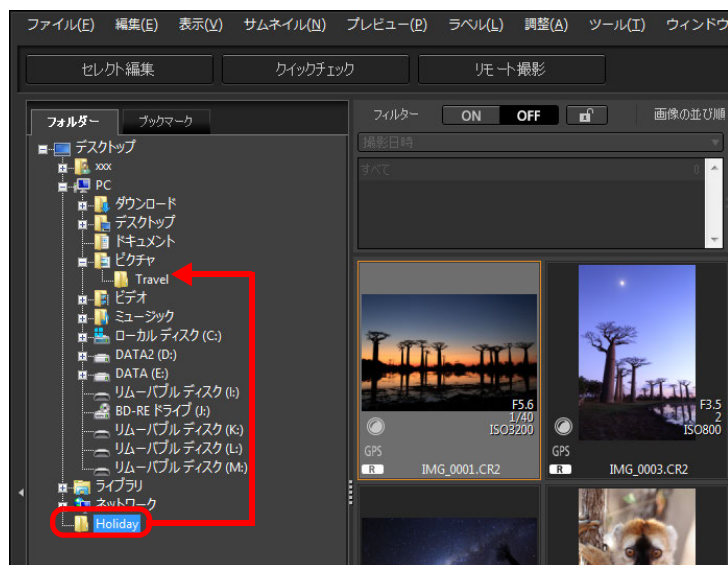 ファイル(F) 編集(E) 表示(V) サムネイル(N) プレビュー(P) ラベル(L) 調整(A) ツール(T) ウィンドウ
セレクト編集 クイックチェック リモート撮影
フォルダー ブックマーク
フィルター ON OFF 画像の並び順
撮影日時
すべて 0
デスクトップ
xxx
PC
ダウンロード
デスクトップ
ドキュメント
ピクチャ
Travel
ビデオ
ミュージック
ローカル ディスク (C:)
DATA2 (D:)
DATA (E:)
リムーバブル ディスク (I:)
BD-RE ドライブ (J:)
リムーバブル ディスク (K:)
リムーバブル ディスク (L:)
リムーバブル ディスク (M:)
ライブラリ
ネットワーク
Holiday
F5.6
1/40
ISO3200
GPS
R IMG_0001.CR2
F3.5
2
ISO800
GPS
R IMG_0003.CR2